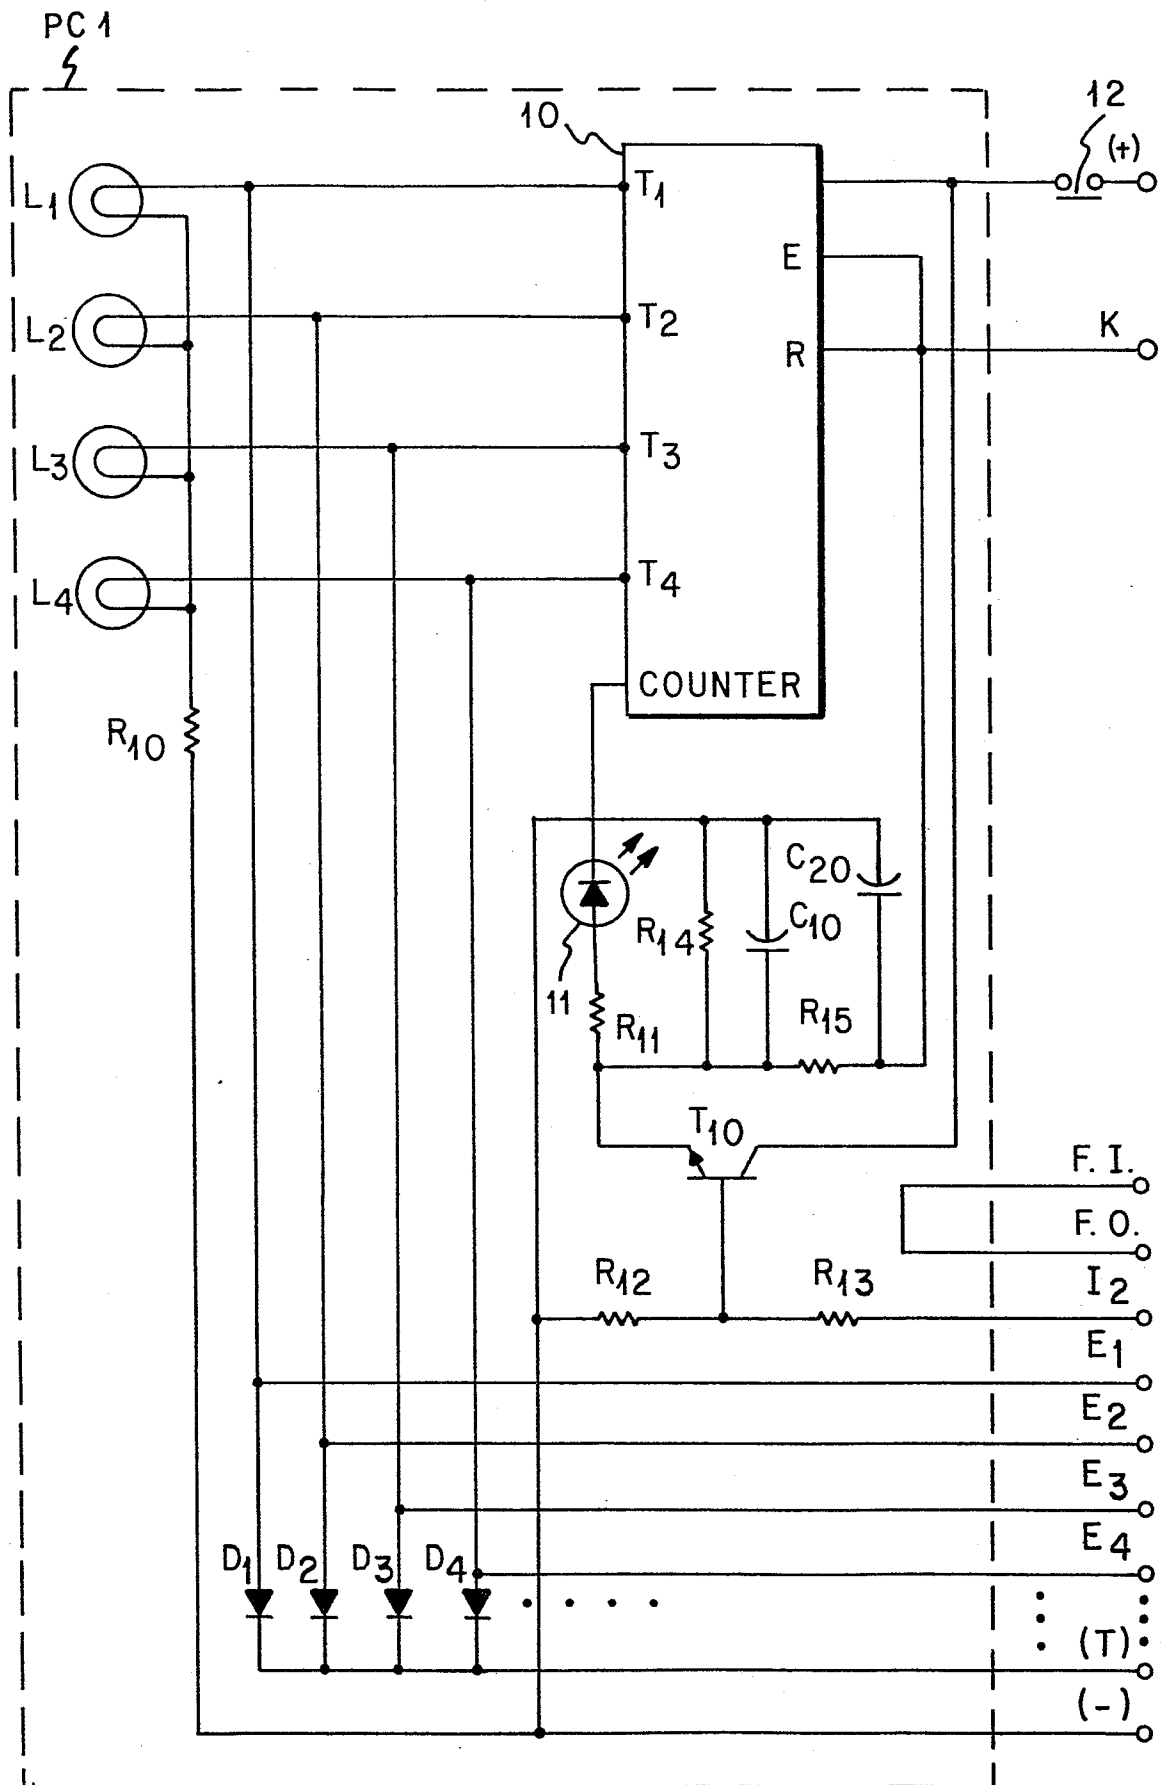 PC 1
12
10
(+)
L1
T1
E
L2
T2
K
R
L3
T3
L4
T4
COUNTER
R10
C20
C10
R14
11
R11
R15
T10
F. I.
F. O.
R12
R13
I2
E1
E2
E3
E4
D1
D2
D3
D4
(T)
(-)